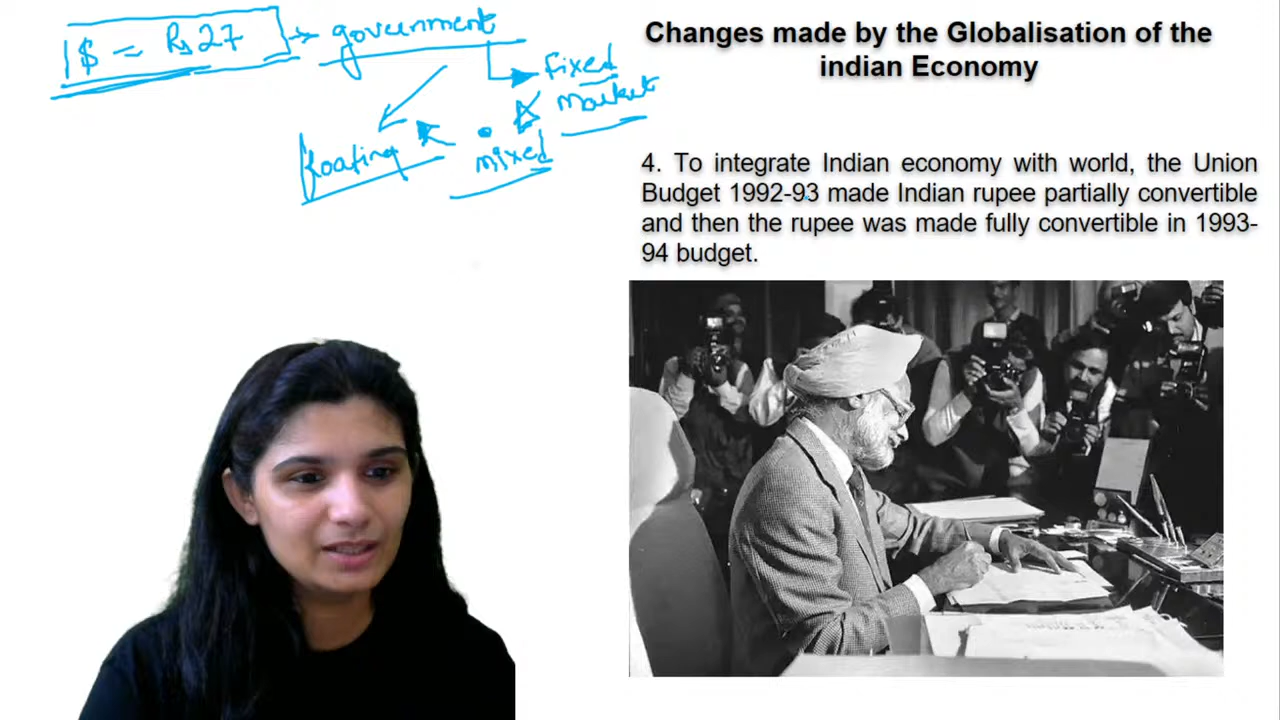 1$ = Rs 27 → government
fixed
market
floating
mixed
Changes made by the Globalisation of the
indian Economy
4. To integrate Indian economy with world, the Union
Budget 1992-93 made Indian rupee partially convertible
and then the rupee was made fully convertible in 1993-
94 budget.